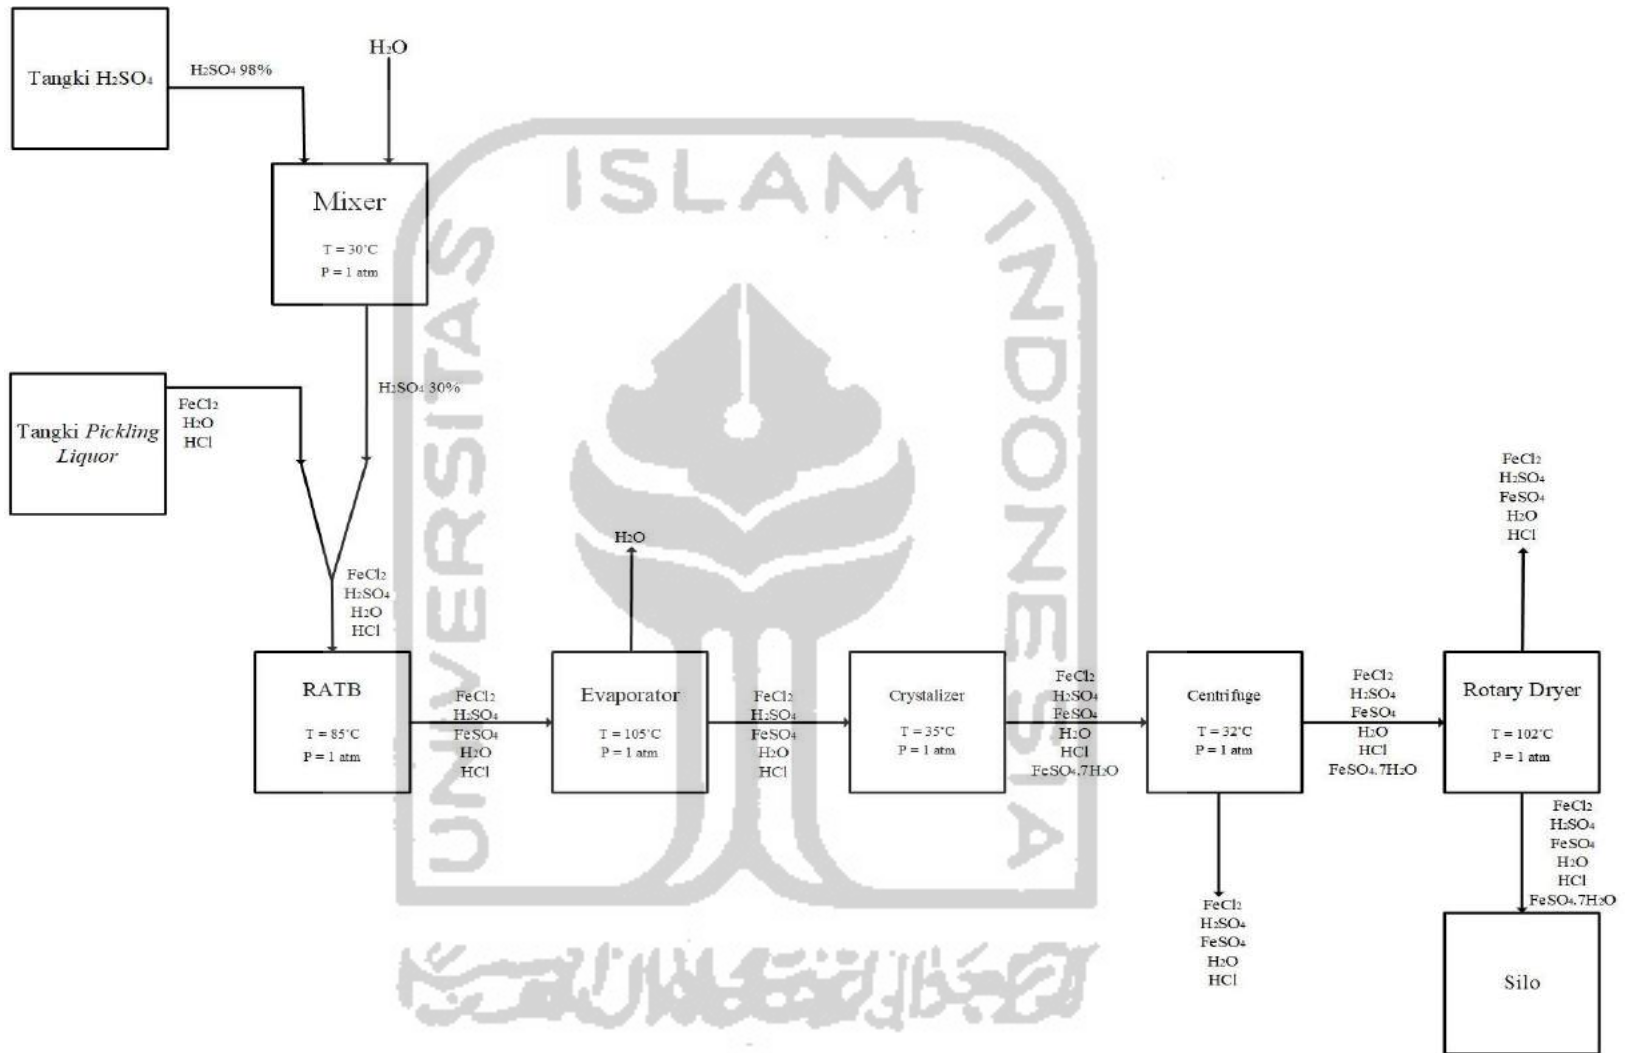 Tangki H₂SO₄
H₂SO₄ 98%
H₂O
Mixer
T = 30°C
P = 1 atm
H₂SO₄ 30%
Tangki Pickling
Liquor
FeCl₂
H₂O
HCl
FeCl₂
H₂SO₄
H₂O
HCl
RATB
T = 85°C
P = 1 atm
FeCl₂
H₂SO₄
FeSO₄
H₂O
HCl
H₂O
Evaporator
T = 105°C
P = 1 atm
FeCl₂
H₂SO₄
FeSO₄
H₂O
HCl
Crystalizer
T = 35°C
P = 1 atm
FeCl₂
H₂SO₄
FeSO₄
H₂O
HCl
FeSO₄.7H₂O
Centrifuge
T = 32°C
P = 1 atm
FeCl₂
H₂SO₄
FeSO₄
H₂O
HCl
FeCl₂
H₂SO₄
FeSO₄
H₂O
HCl
FeSO₄.7H₂O
FeCl₂
H₂SO₄
FeSO₄
H₂O
HCl
Rotary Dryer
T = 102°C
P = 1 atm
FeCl₂
H₂SO₄
FeSO₄
H₂O
HCl
FeSO₄.7H₂O
Silo
UNIVERSITAS
ISLAM
INDONESIA